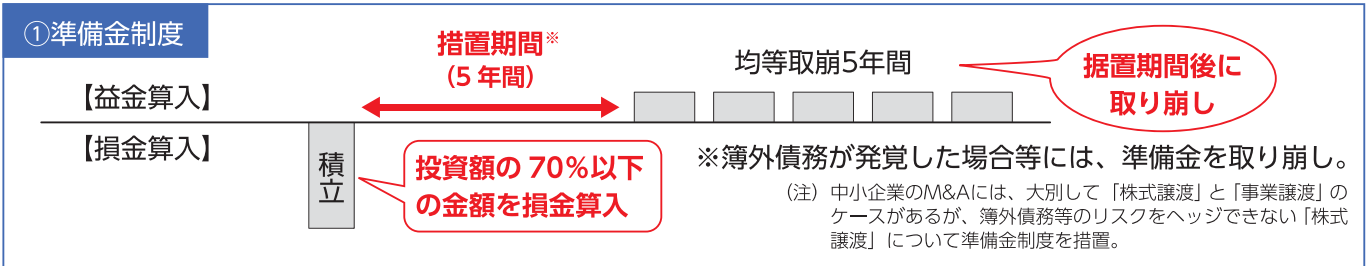 ①準備金制度
措置期間※
（5 年間）
均等取崩5年間
据置期間後に
取り崩し
【益金算入】
【損金算入】
積立
投資額の 70％以下
の金額を損金算入
※簿外債務が発覚した場合等には、準備金を取り崩し。
（注）中小企業のM&Aには、大別して「株式譲渡」と「事業譲渡」の
ケースがあるが、簿外債務等のリスクをヘッジできない「株式
譲渡」について準備金制度を措置。